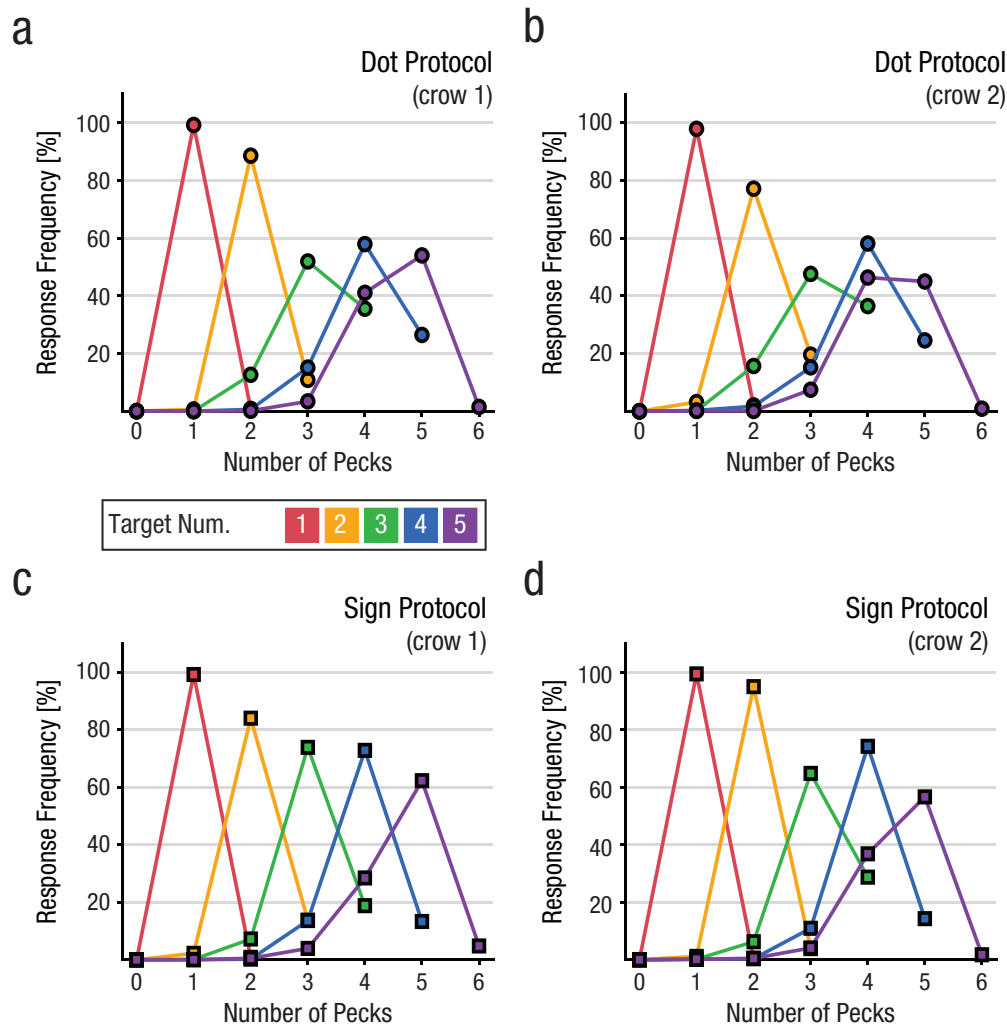 a
Dot Protocol
(crow 1)
Response Frequency [%]
100
80
60
40
20
0 1 2 3 4 5 6
Number of Pecks
b
Dot Protocol
(crow 2)
Response Frequency [%]
100
80
60
40
20
0 1 2 3 4 5 6
Number of Pecks
Target Num. 1 2 3 4 5
c
Sign Protocol
(crow 1)
Response Frequency [%]
100
80
60
40
20
0 1 2 3 4 5 6
Number of Pecks
d
Sign Protocol
(crow 2)
Response Frequency [%]
100
80
60
40
20
0 1 2 3 4 5 6
Number of Pecks